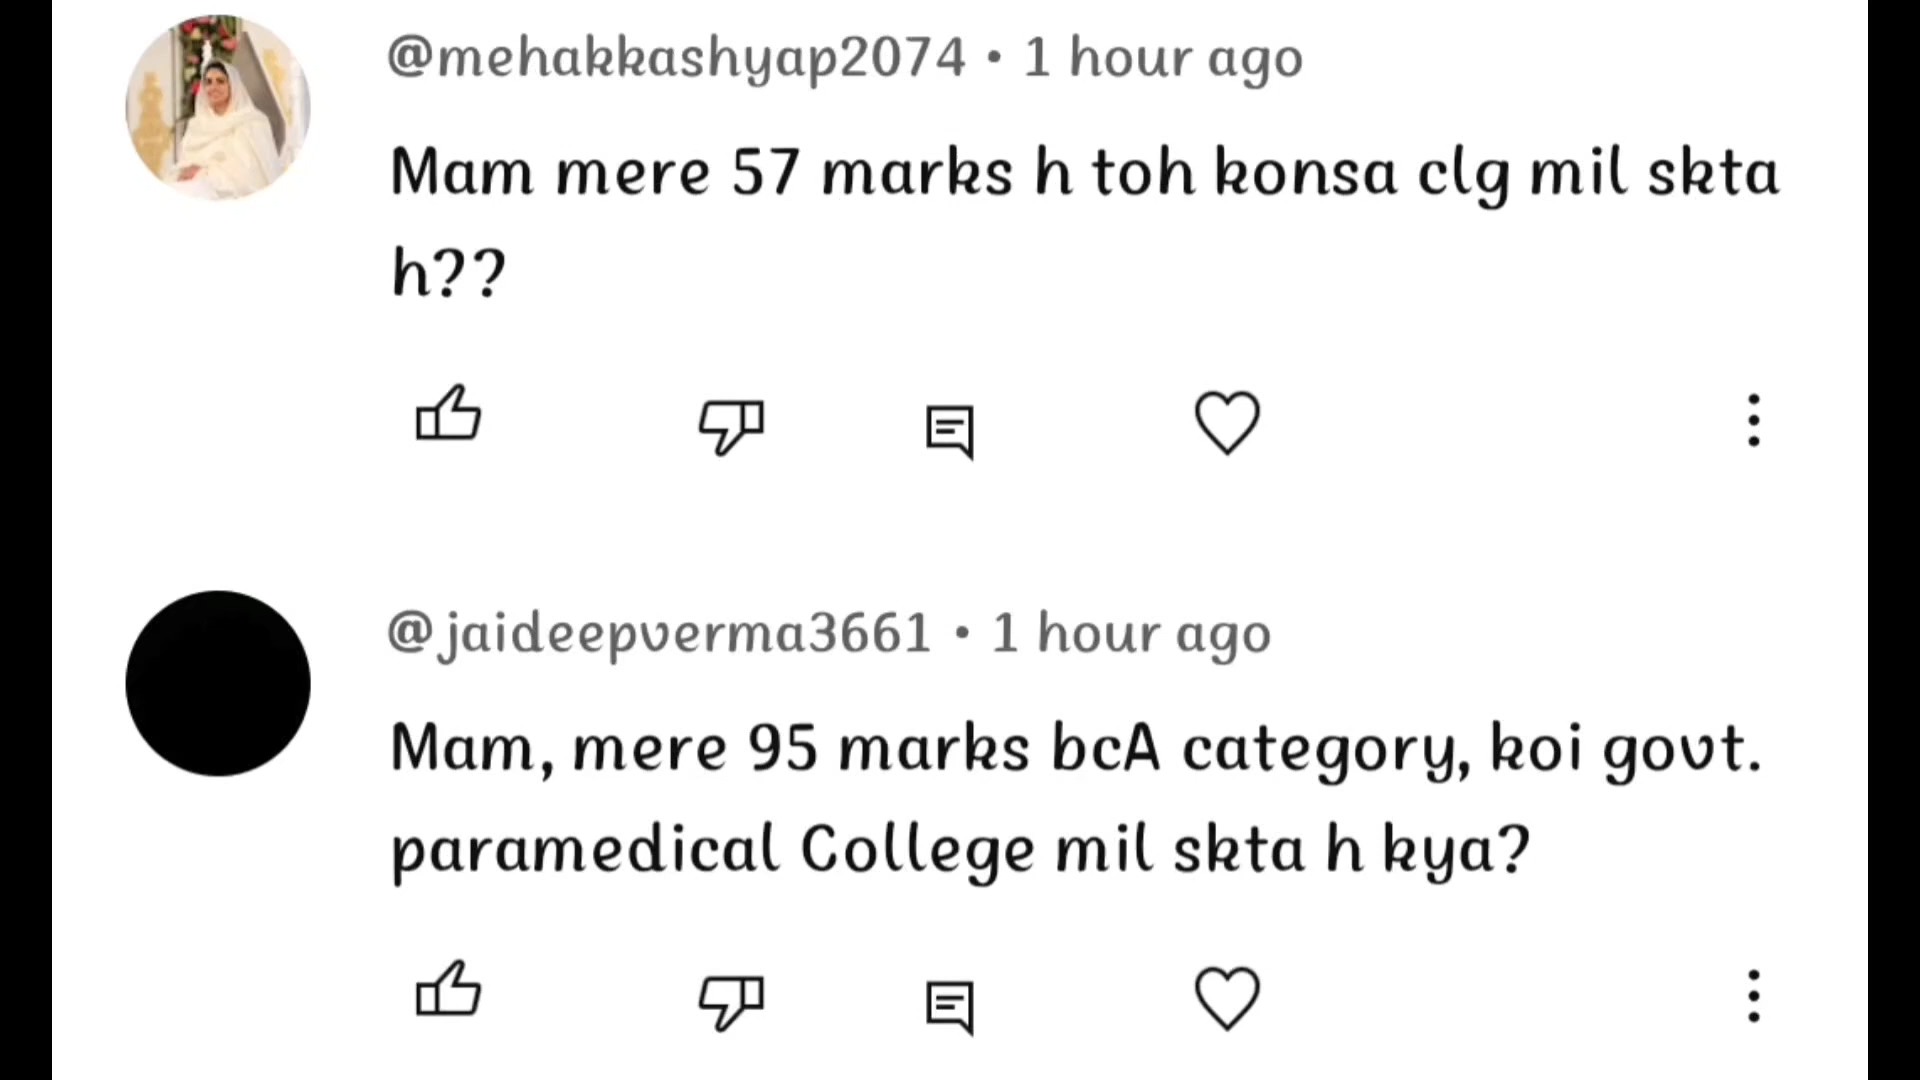 @mehakkashyap2074 • 1 hour ago
Mam mere 57 marks h toh konsa clg mil skta
h??
@jaideepverma3661 • 1 hour ago
Mam, mere 95 marks bcA category, koi govt.
paramedical College mil skta h kya?